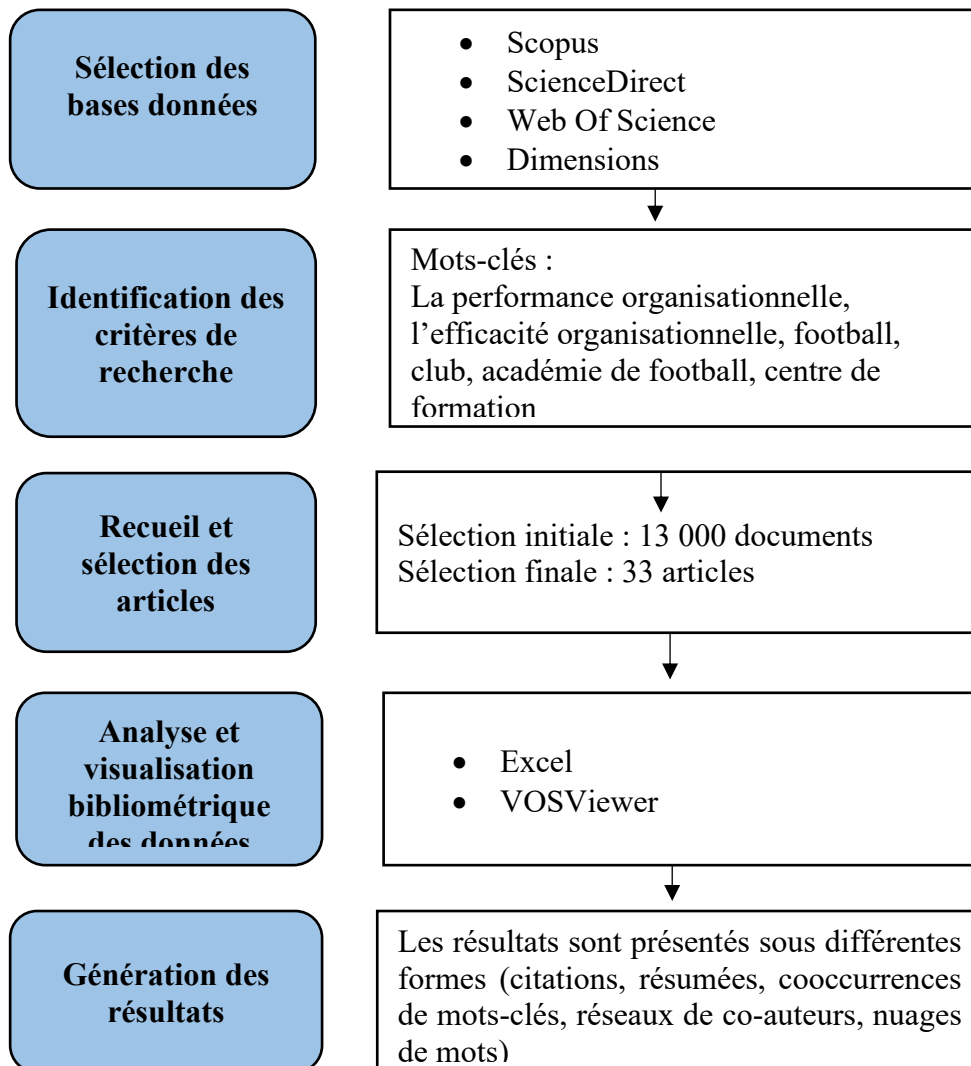 Sélection des
bases données
• Scopus
• ScienceDirect
• Web Of Science
• Dimensions
Identification des
critères de
recherche
Mots-clés :
La performance organisationnelle,
l’efficacité organisationnelle, football,
club, académie de football, centre de
formation
Recueil et
sélection des
articles
Sélection initiale : 13 000 documents
Sélection finale : 33 articles
Analyse et
visualisation
bibliométrique
des données
• Excel
• VOSViewer
Génération des
résultats
Les résultats sont présentés sous différentes
formes (citations, résumées, cooccurrences
de mots-clés, réseaux de co-auteurs, nuages
de mots)